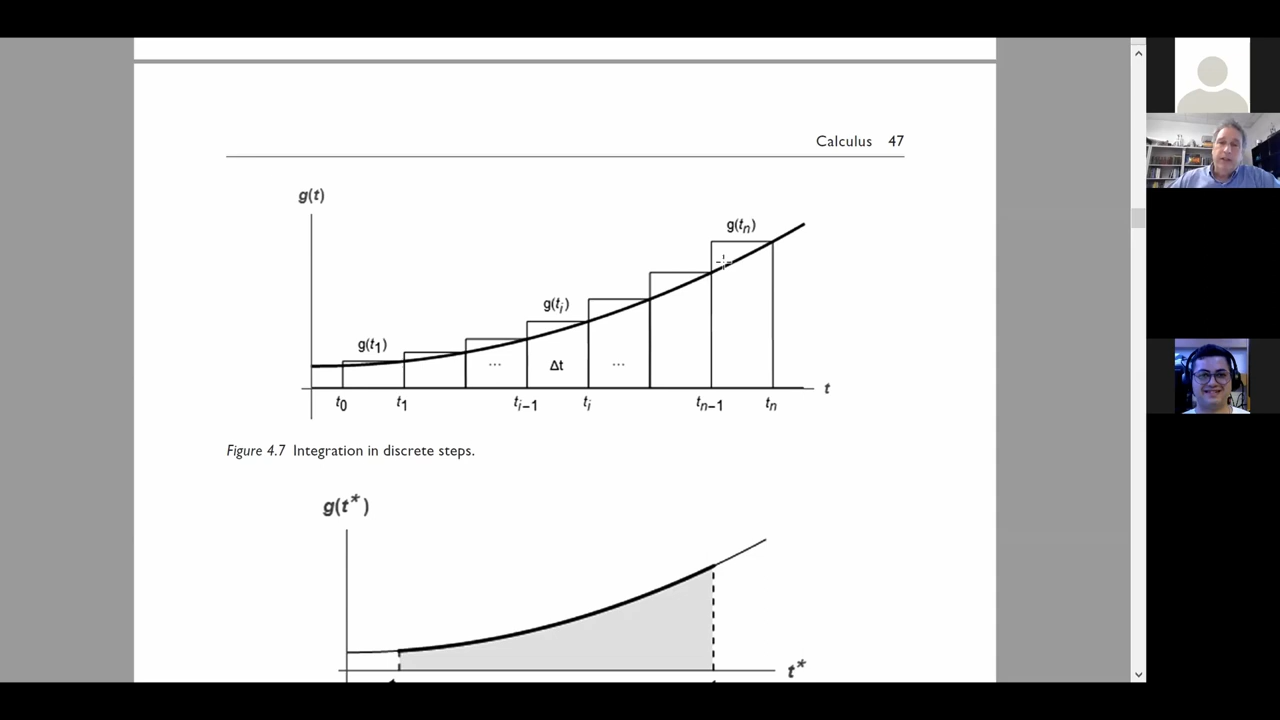 Calculus 47
g(t)
g(tn)
g(ti)
g(t1)
... Δt ...
t
t0 t1 ti−1 ti tn−1 tn
Figure 4.7 Integration in discrete steps.
g(t*)
t*